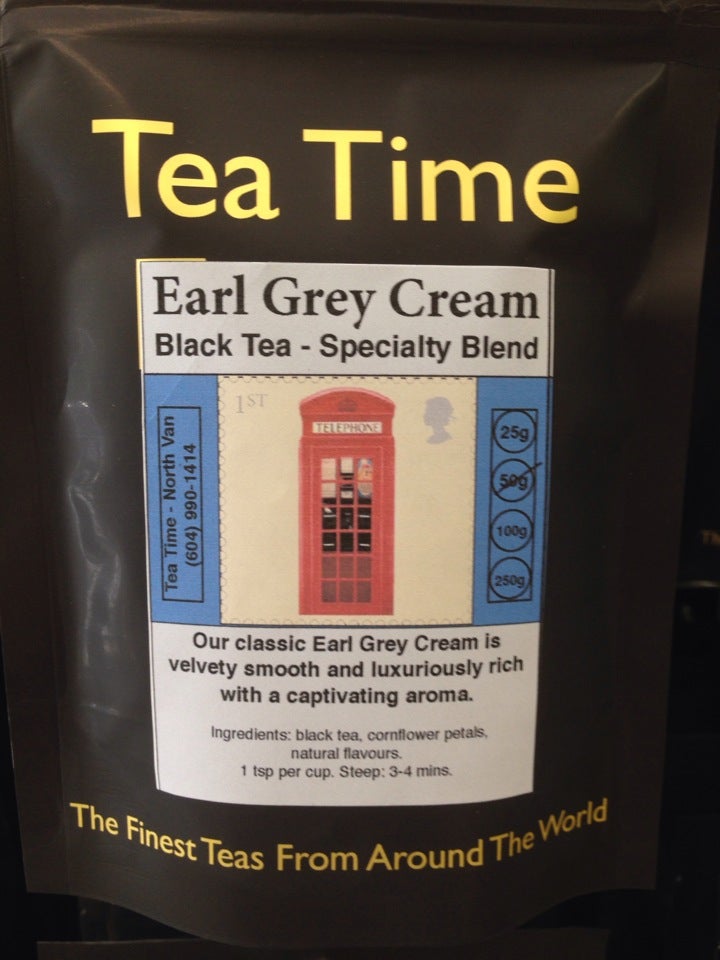 Tea Time
Earl Grey Cream
Black Tea - Specialty Blend
Tea Time - North Van
(604) 990-1414
1ST
TELEPHONE
25g
50g
100g
250g
Our classic Earl Grey Cream is
velvety smooth and luxuriously rich
with a captivating aroma.
Ingredients: black tea, cornflower petals,
natural flavours.
1 tsp per cup. Steep: 3-4 mins.
The Finest Teas From Around The World